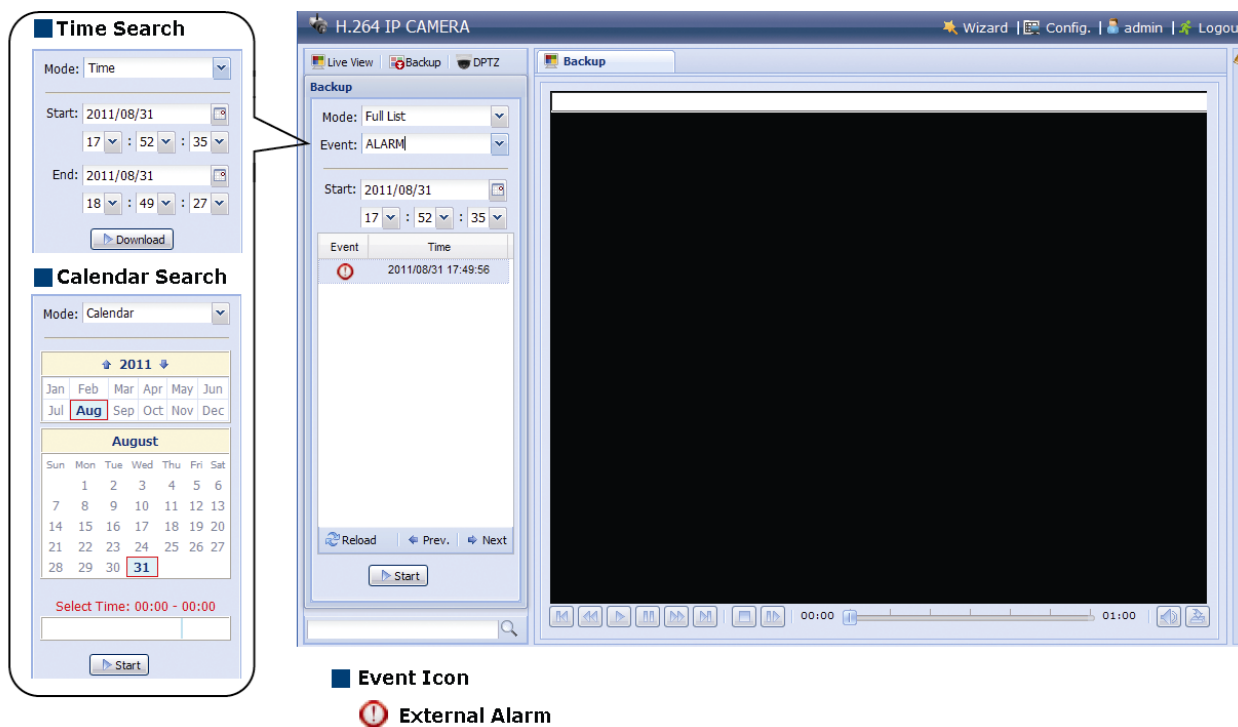 Time Search
Mode: Time
Start: 2011/08/31
17 : 52 : 35
End: 2011/08/31
18 : 49 : 27
Download
Calendar Search
Mode: Calendar
2011
Jan Feb Mar Apr May Jun
Jul Aug Sep Oct Nov Dec
August
Sun Mon Tue Wed Thu Fri Sat
1 2 3 4 5 6
7 8 9 10 11 12 13
14 15 16 17 18 19 20
21 22 23 24 25 26 27
28 29 30 31
Select Time: 00:00 - 00:00
Start
H.264 IP CAMERA
Wizard | Config. | admin | Logou
Live View Backup DPTZ
Backup
Mode: Full List
Event: ALARM
Start: 2011/08/31
17 : 52 : 35
Event Time
2011/08/31 17:49:56
Reload Prev. Next
Start
Backup
00:00 01:00
Event Icon
External Alarm